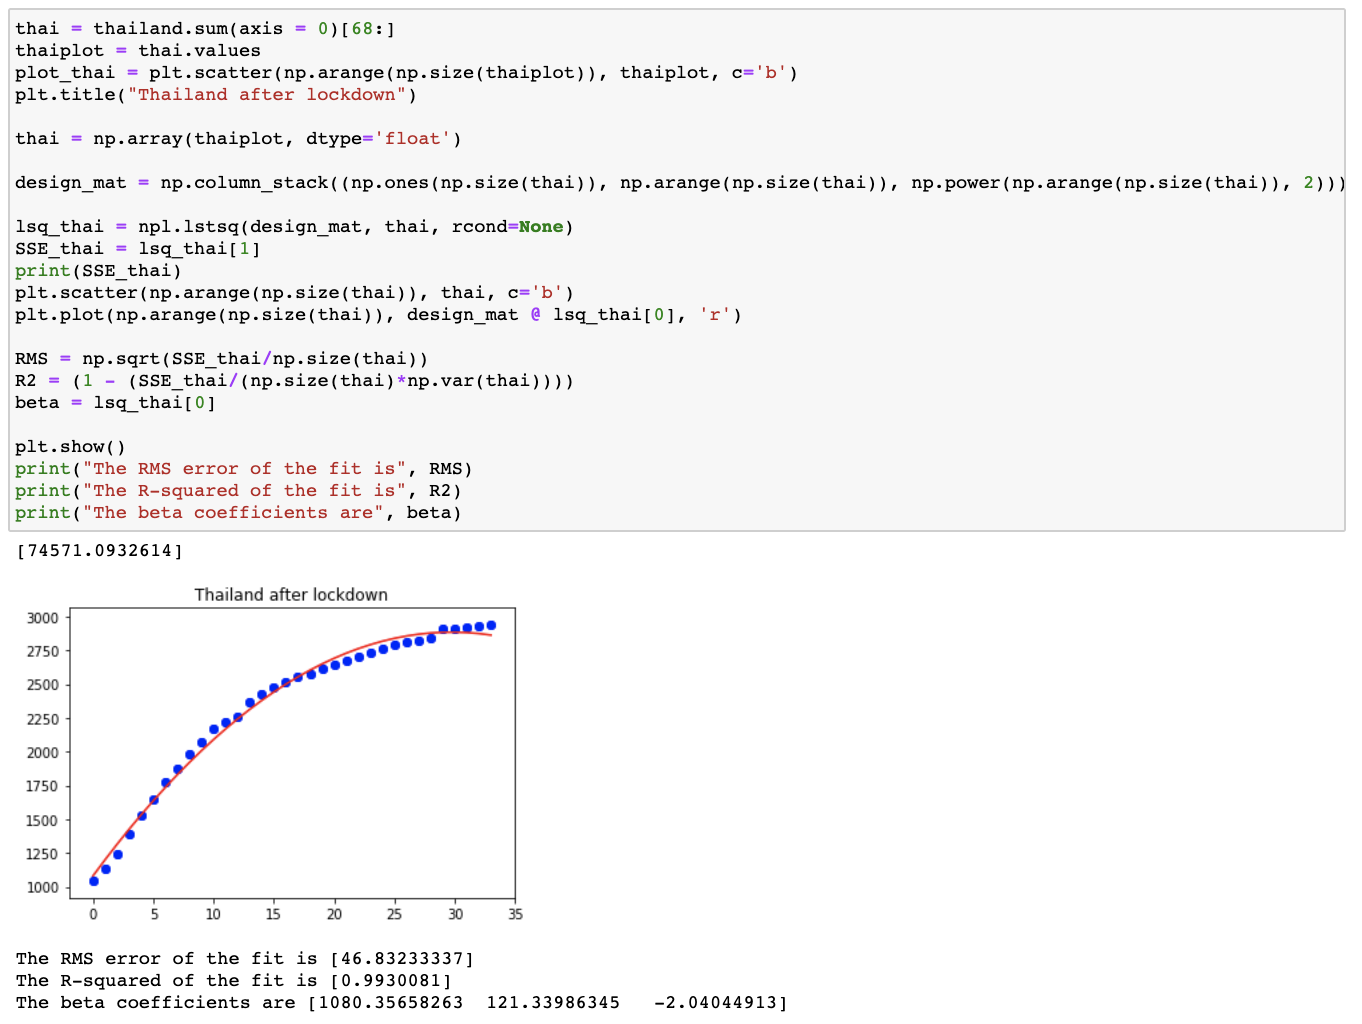 thai = thailand.sum(axis = 0)[68:]
thaiplot = thai.values
plot_thai = plt.scatter(np.arange(np.size(thaiplot)), thaiplot, c='b')
plt.title("Thailand after lockdown")
thai = np.array(thaiplot, dtype='float')
design_mat = np.column_stack((np.ones(np.size(thai)), np.arange(np.size(thai)), np.power(np.arange(np.size(thai)), 2)))
lsq_thai = npl.lstsq(design_mat, thai, rcond=None)
SSE_thai = lsq_thai[1]
print(SSE_thai)
plt.scatter(np.arange(np.size(thai)), thai, c='b')
plt.plot(np.arange(np.size(thai)), design_mat @ lsq_thai[0], 'r')
RMS = np.sqrt(SSE_thai/np.size(thai))
R2 = (1 - (SSE_thai/(np.size(thai)*np.var(thai))))
beta = lsq_thai[0]
plt.show()
print("The RMS error of the fit is", RMS)
print("The R-squared of the fit is", R2)
print("The beta coefficients are", beta)
[74571.0932614]
Thailand after lockdown
3000
2750
2500
2250
2000
1750
1500
1250
1000
0 5 10 15 20 25 30 35
The RMS error of the fit is [46.83233337]
The R-squared of the fit is [0.9930081]
The beta coefficients are [1080.35658263  121.33986345   -2.04044913]